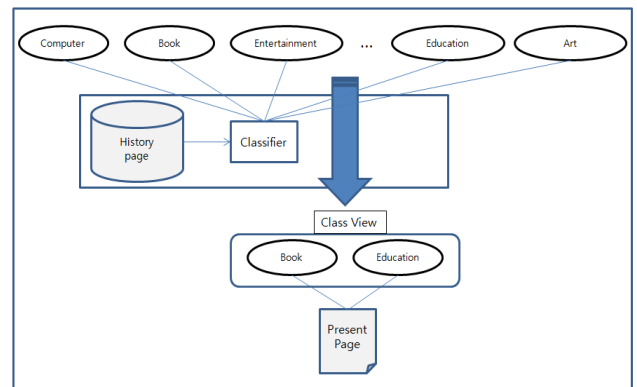 Computer
Book
Entertainment
...
Education
Art
History
page
Classifier
Class View
Book
Education
Present
Page